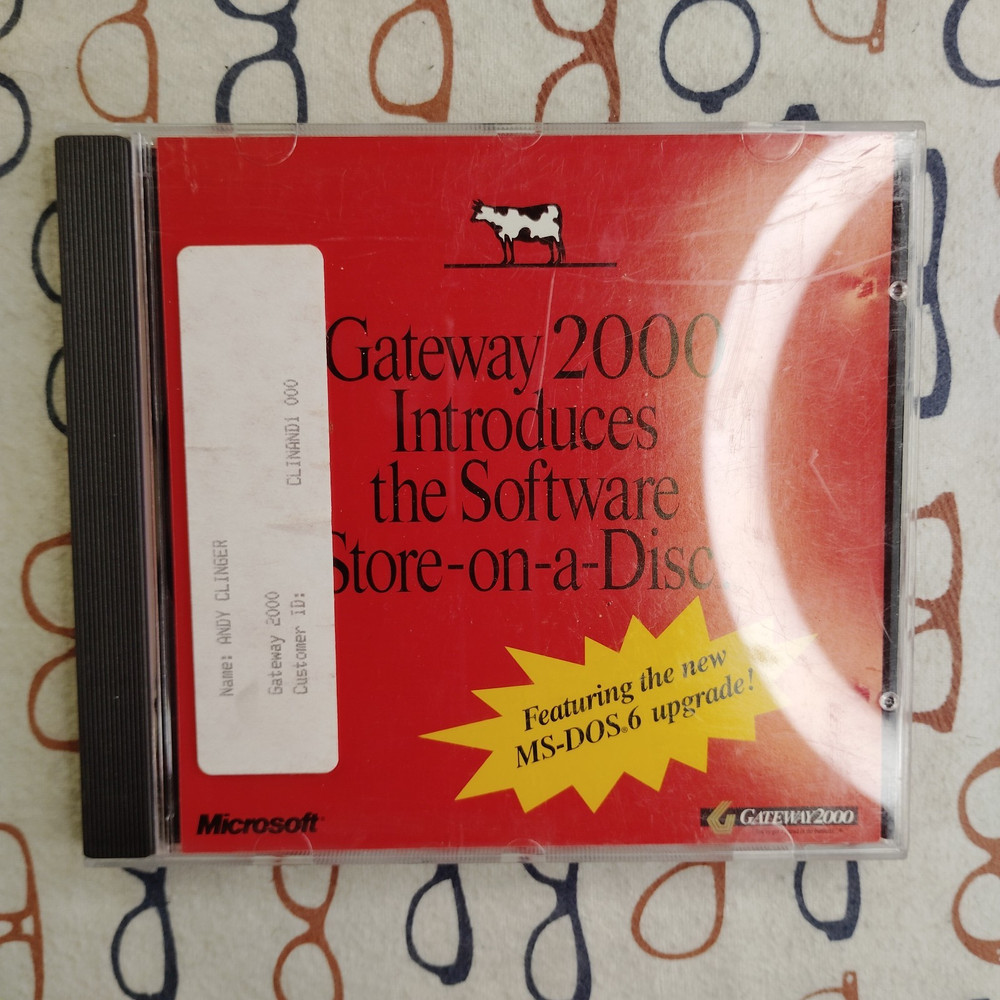 Gateway 2000
Introduces
the Software
Store-on-a-Disc.
Featuring the new
MS-DOS®6 upgrade!
Name: ANDY CLINGER
Gateway 2000
Customer ID: CLINAND1 000
Microsoft
GATEWAY2000